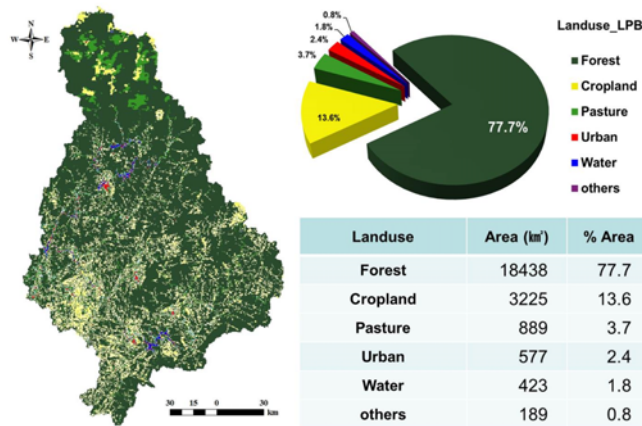 N
W E
S
30 15 0 30
km
0.8%
1.8%
2.4%
3.7%
13.6%
77.7%
Landuse_LPB
Forest
Cropland
Pasture
Urban
Water
others
Landuse Area (㎢) % Area
Forest 18438 77.7
Cropland 3225 13.6
Pasture 889 3.7
Urban 577 2.4
Water 423 1.8
others 189 0.8